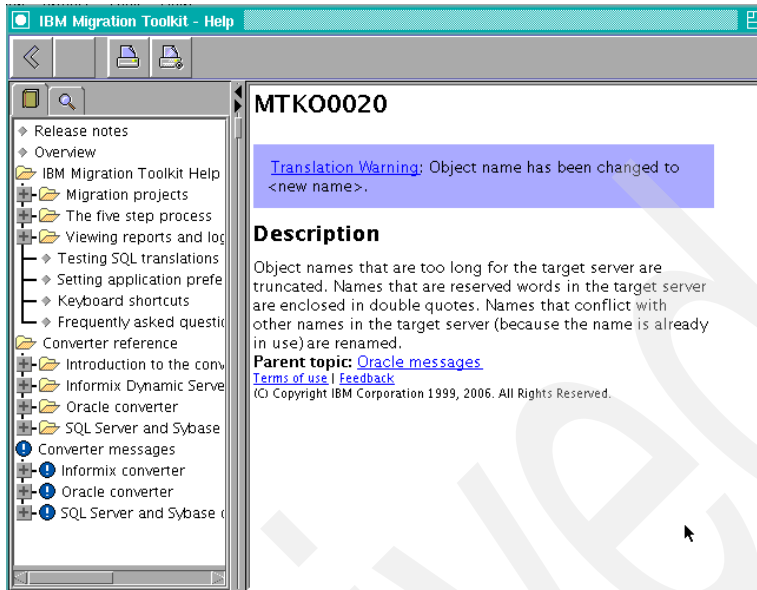 IBM Migration Toolkit - Help
Release notes
Overview
IBM Migration Toolkit Help
Migration projects
The five step process
Viewing reports and log
Testing SQL translations
Setting application prefe
Keyboard shortcuts
Frequently asked questic
Converter reference
Introduction to the conv
Informix Dynamic Serve
Oracle converter
SQL Server and Sybase
Converter messages
Informix converter
Oracle converter
SQL Server and Sybase c
MTKO0020
Translation Warning: Object name has been changed to
<new name>.
Description
Object names that are too long for the target server are
truncated. Names that are reserved words in the target server
are enclosed in double quotes. Names that conflict with
other names in the target server (because the name is already
in use) are renamed.
Parent topic: Oracle messages
Terms of use | Feedback
(C) Copyright IBM Corporation 1999, 2006. All Rights Reserved.